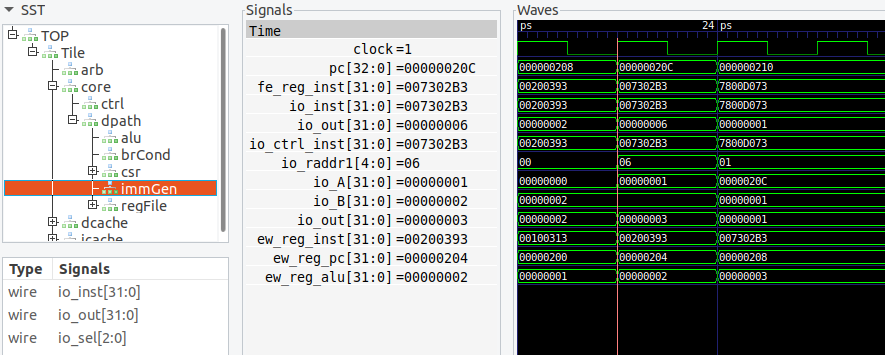 SST
TOP
Tile
arb
core
ctrl
dpath
alu
brCond
csr
immGen
regFile
dcache
icache
Type Signals
wire io_inst[31:0]
wire io_out[31:0]
wire io_sel[2:0]
Signals
Time
clock =1
pc[32:0] =00000020C
fe_reg_inst[31:0] =007302B3
io_inst[31:0] =007302B3
io_out[31:0] =00000006
io_ctrl_inst[31:0] =007302B3
io_raddr1[4:0] =06
io_A[31:0] =00000001
io_B[31:0] =00000002
io_out[31:0] =00000003
ew_reg_inst[31:0] =00200393
ew_reg_pc[31:0] =00000204
ew_reg_alu[31:0] =00000002
Waves
ps 24 ps
000000208 00000020C 000000210
00200393 007302B3 7800D073
00200393 007302B3 7800D073
00000002 00000006 00000001
00200393 007302B3 7800D073
00 06 01
00000000 00000001 0000020C
00000002 00000001
00000002 00000003 00000001
00100313 00200393 007302B3
00000200 00000204 00000208
00000001 00000002 00000003